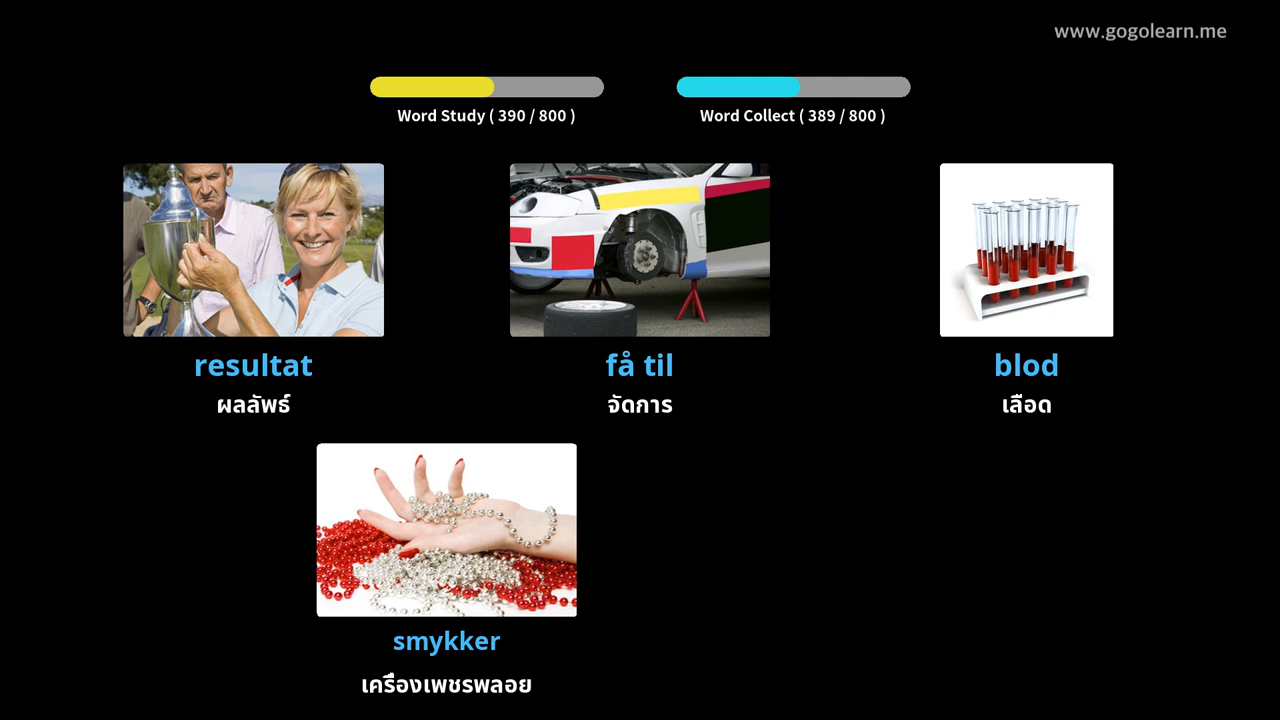 www.gogolearn.me
Word Study ( 390 / 800 )
Word Collect ( 389 / 800 )
resultat
få til
blod
ผลลัพธ์
จัดการ
เลือด
smykker
เครื่องเพชรพลอย